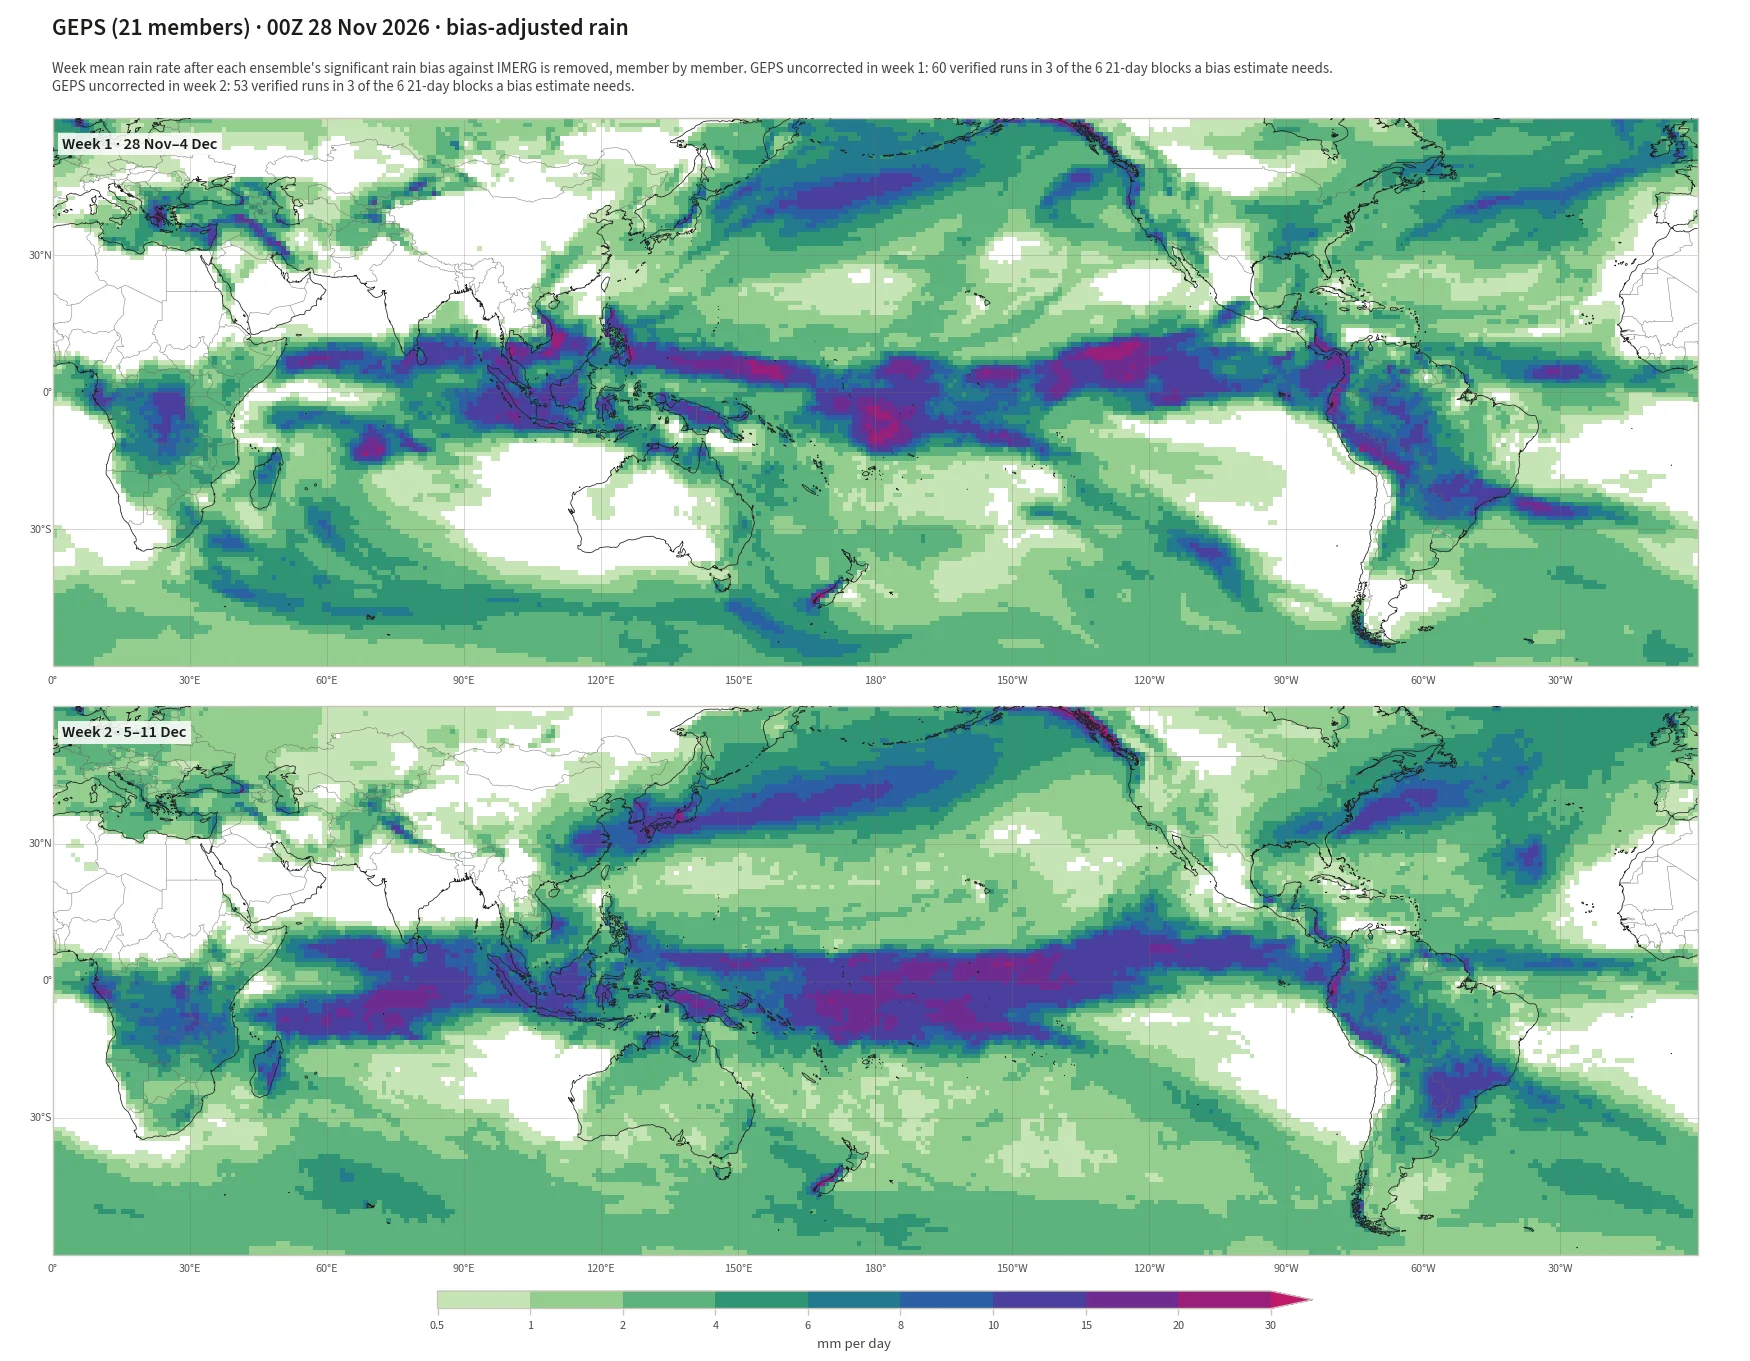 GEPS (21 members) · 00Z 28 Nov 2026 · bias-adjusted rain
Week mean rain rate after each ensemble's significant rain bias against IMERG is removed, member by member. GEPS uncorrected in week 1: 60 verified runs in 3 of the 6 21-day blocks a bias estimate needs.
GEPS uncorrected in week 2: 53 verified runs in 3 of the 6 21-day blocks a bias estimate needs.
Week 1 · 28 Nov–4 Dec
30°N
0°
30°S
0° 30°E 60°E 90°E 120°E 150°E 180° 150°W 120°W 90°W 60°W 30°W
Week 2 · 5–11 Dec
30°N
0°
30°S
0° 30°E 60°E 90°E 120°E 150°E 180° 150°W 120°W 90°W 60°W 30°W
0.5 1 2 4 6 8 10 15 20 30
mm per day